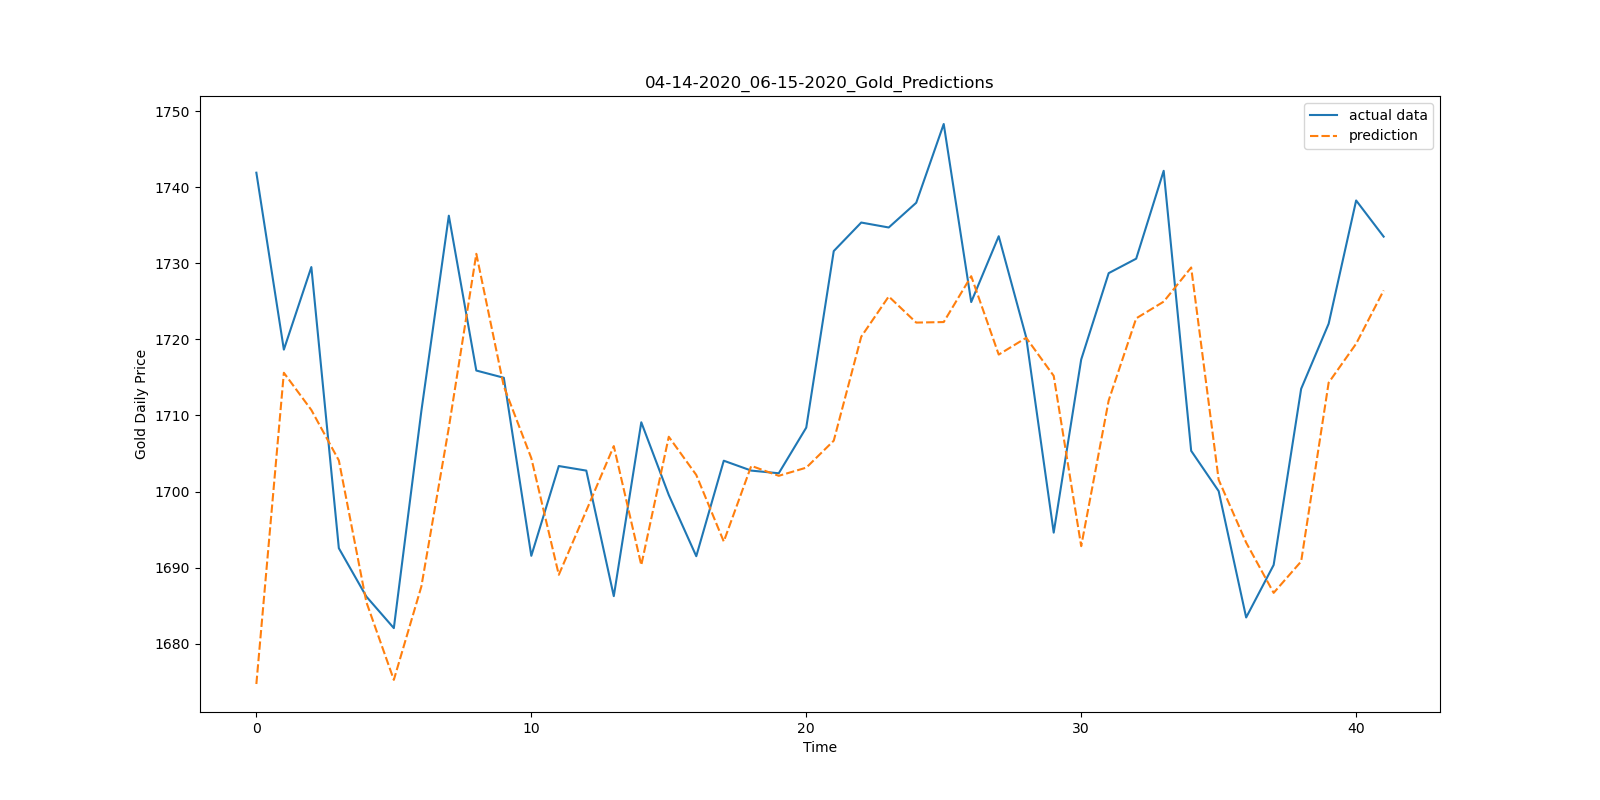 04-14-2020_06-15-2020_Gold_Predictions
1750
1740
1730
1720
1710
1700
1690
1680
Gold Daily Price
actual data
prediction
0 10 20 30 40
Time